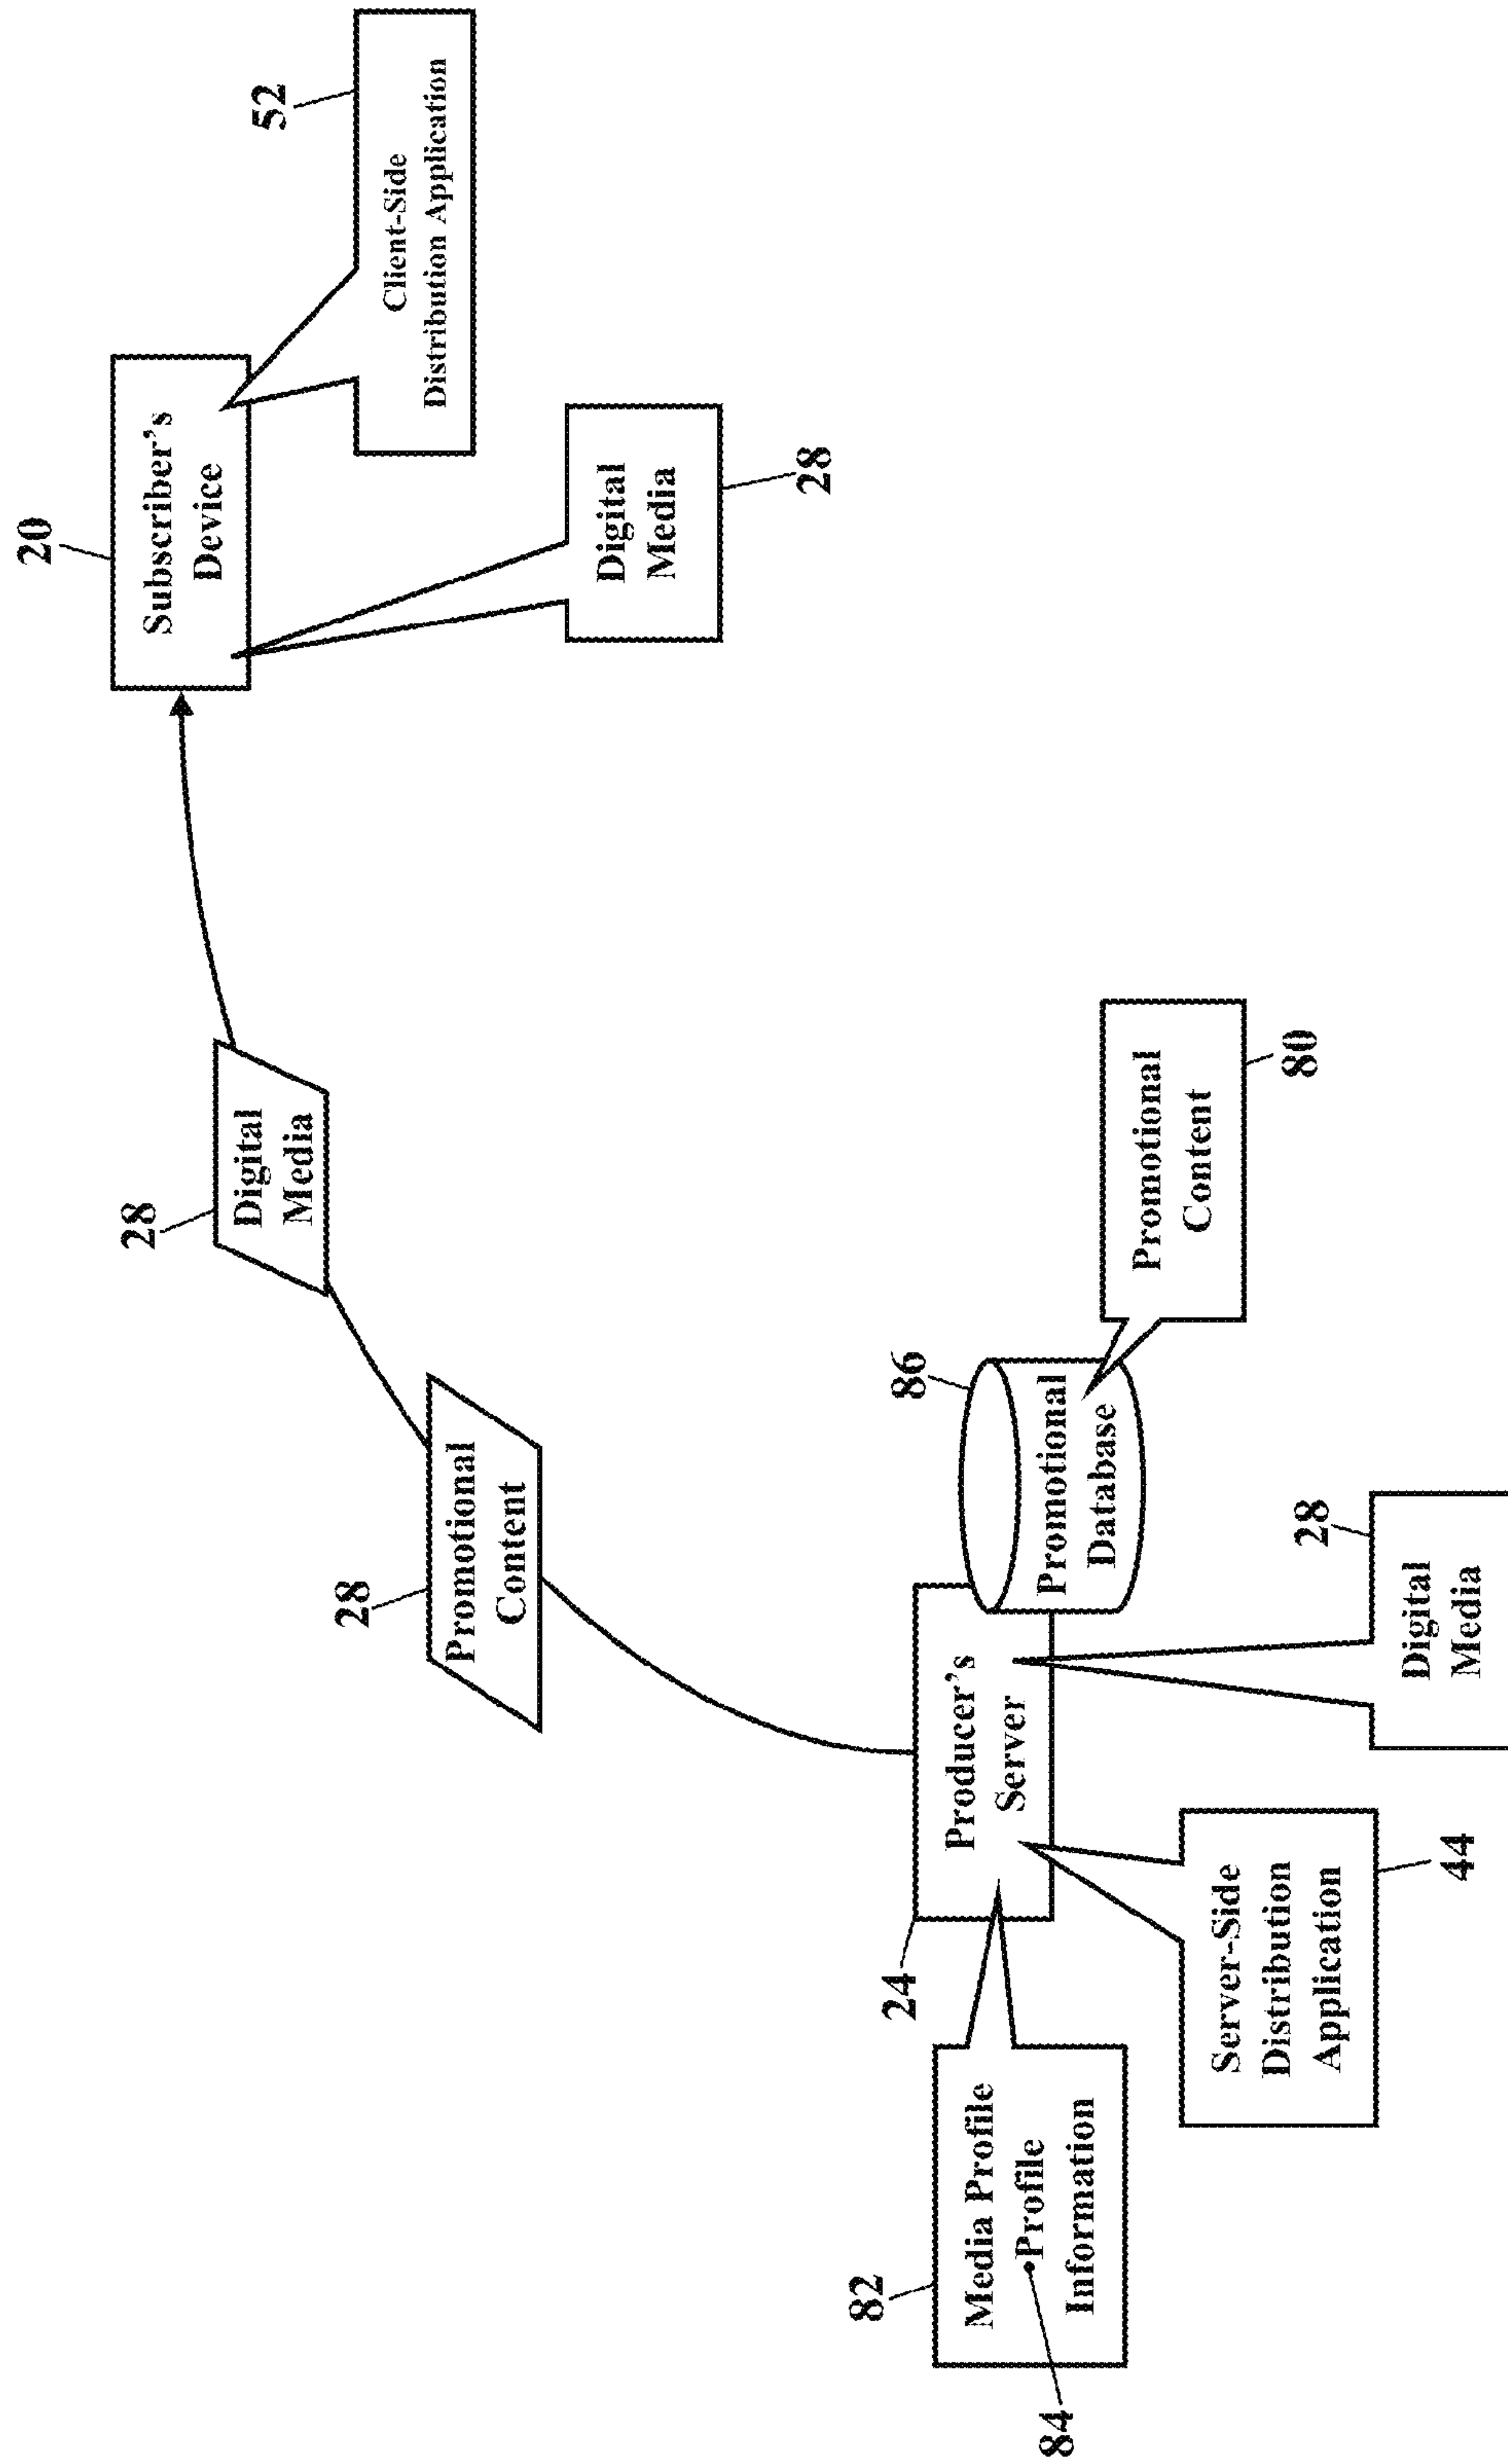 20
Subscriber's
Device
52
Client-Side
Distribution Application
Digital
Media
28
28
Digital
Media
28
Promotional
Content
86
Promotional
Database
Promotional
Content
80
24
Producer's
Server
82
Media Profile
•Profile
Information
84
Server-Side
Distribution
Application
44
28
Digital
Media